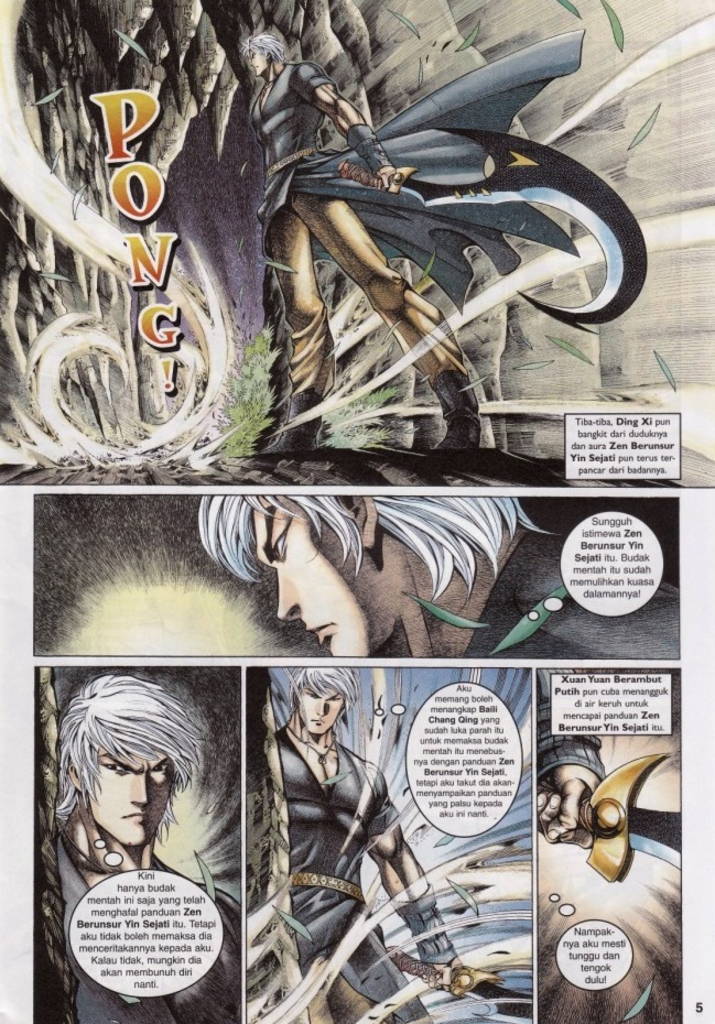 PONG!
Tiba-tiba, Ding Xi pun
bangkit dari duduknya
dan aura Zen Berunsur
Yin Sejati pun terus ter-
pancar dari badannya.
Sungguh
istimewa Zen
Berunsur Yin
Sejati itu. Budak
mentah itu sudah
memulihkan kuasa
dalamannya!
Kini
hanya budak
mentah ini saja yang telah
menghafal panduan Zen
Berunsur Yin Sejati itu. Tetapi
aku tidak boleh memaksa dia
menceritakannya kepada aku.
Kalau tidak, mungkin dia
akan membunuh diri
nanti.
Aku
memang boleh
menangkap Baili
Chang Qing yang
sudah luka parah itu
untuk memaksa budak
mentah itu menebus-
nya dengan panduan Zen
Berunsur Yin Sejati,
tetapi aku takut dia akan-
menyampaikan panduan
yang palsu kepada
aku ini nanti.
Xuan Yuan Berambut
Putih pun cuba menangguk
di air keruh untuk
mencapai panduan Zen
Berunsur Yin Sejati itu.
Nampak-
nya aku mesti
tunggu dan
tengok
dulu!
5